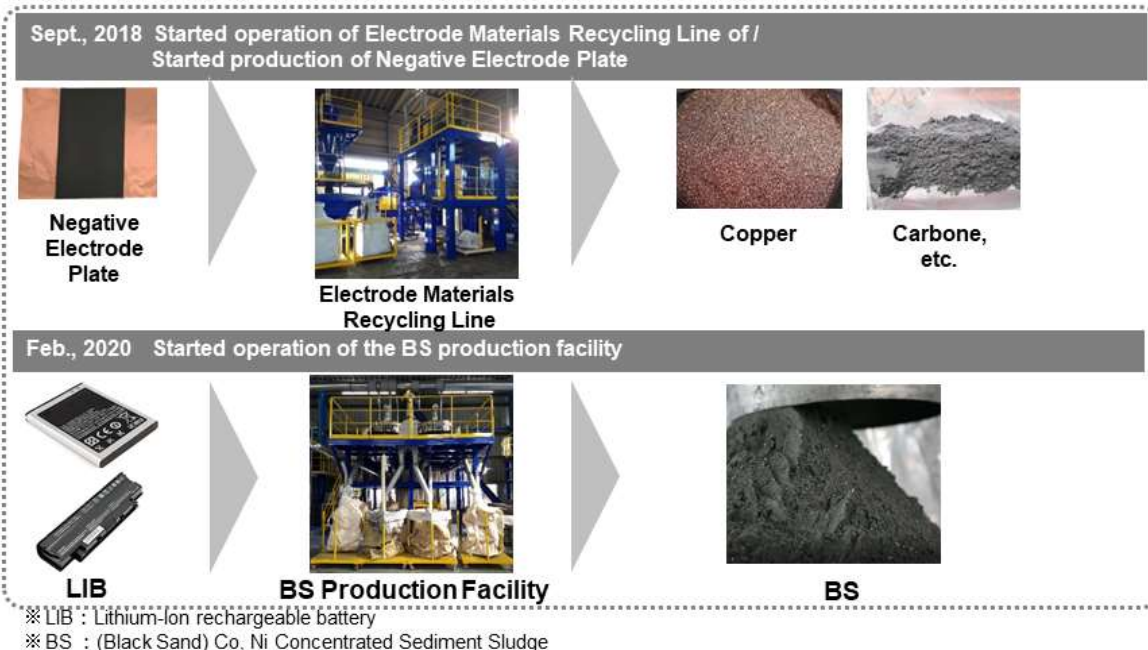 Sept., 2018 Started operation of Electrode Materials Recycling Line of /
Started production of Negative Electrode Plate
Negative
Electrode
Plate
Electrode Materials
Recycling Line
Copper
Carbone,
etc.
Feb., 2020 Started operation of the BS production facility
LIB
BS Production Facility
BS
※ LIB : Lithium-Ion rechargeable battery
※ BS : (Black Sand) Co, Ni Concentrated Sediment Sludge